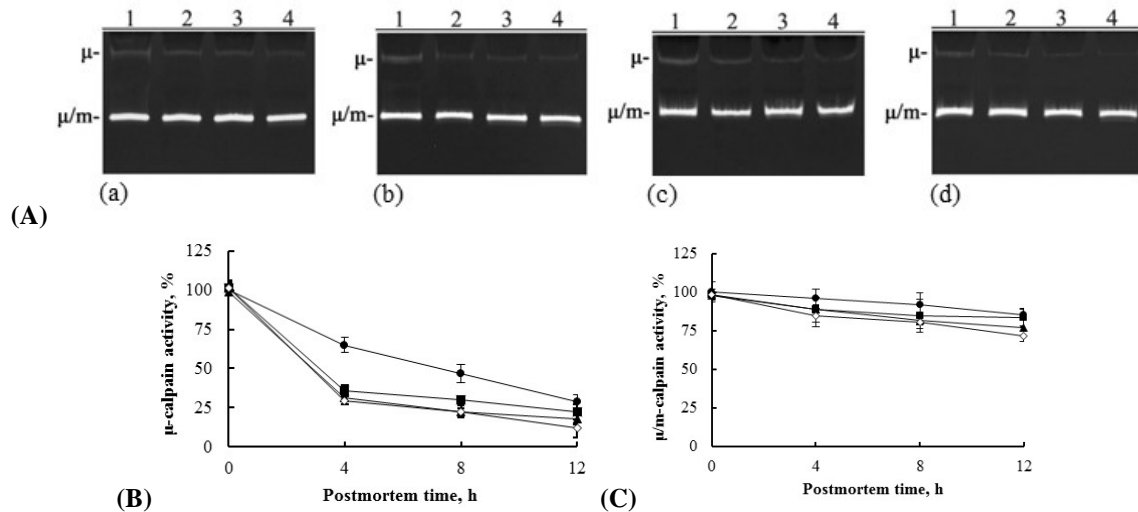 1 2 3 4
μ-
μ/m-
(a)
1 2 3 4
μ-
μ/m-
(b)
1 2 3 4
μ-
μ/m-
(c)
1 2 3 4
μ-
μ/m-
(d)
(A)
μ-calpain activity, %
125
100
75
50
25
0
0 4 8 12
Postmortem time, h
(B)
μ/m-calpain activity, %
125
100
75
50
25
0
0 4 8 12
Postmortem time, h
(C)